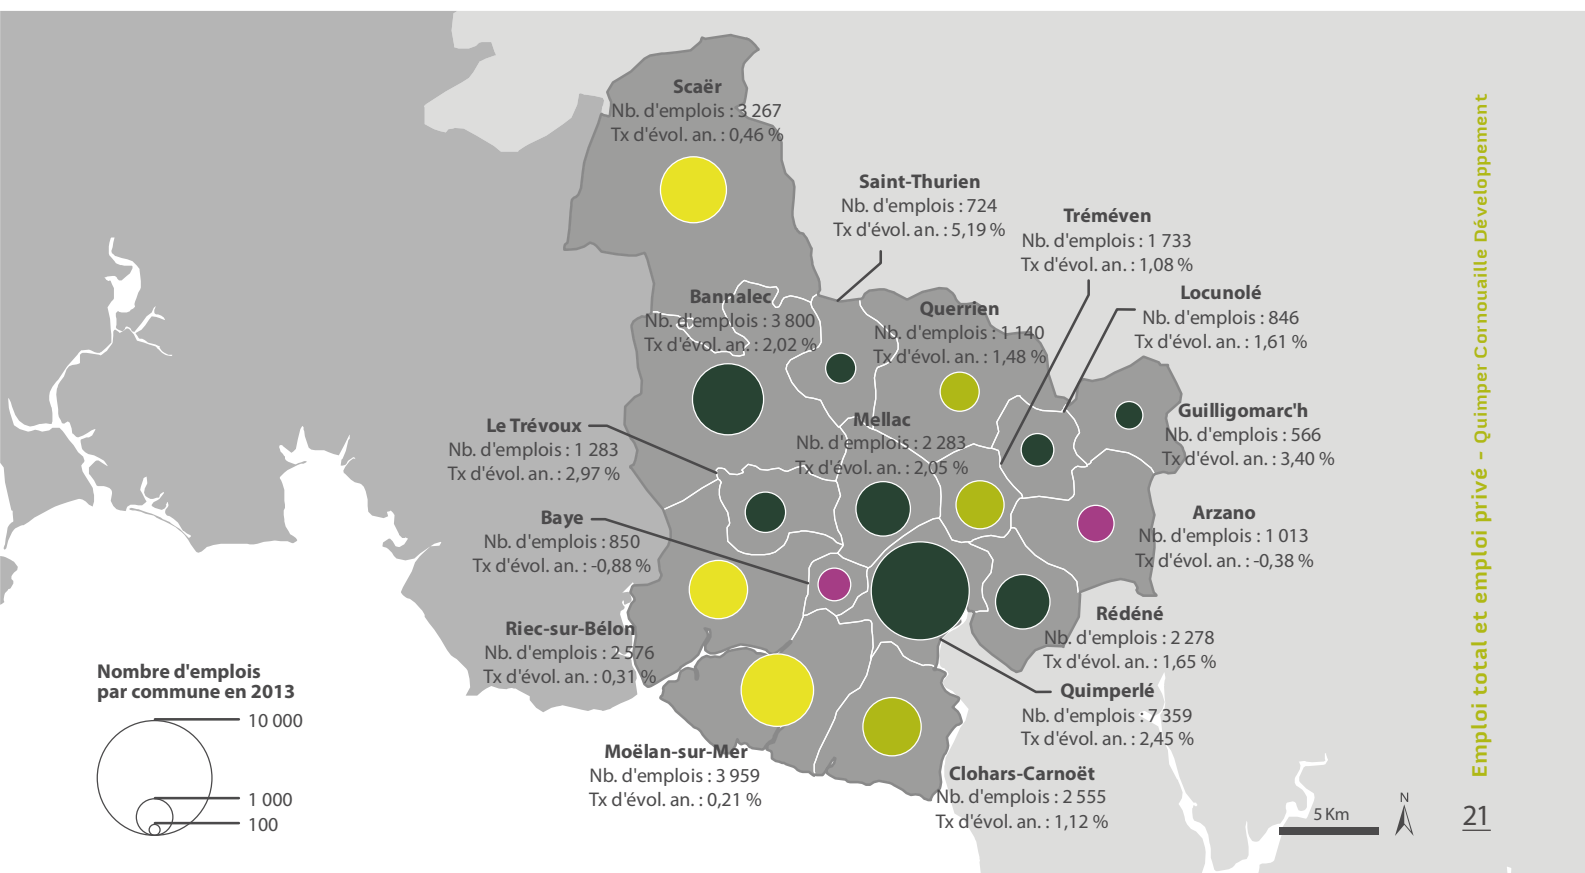 Scaër
Nb. d'emplois : 3 267
Tx d'évol. an. : 0,46 %
Saint-Thurien
Nb. d'emplois : 724
Tx d'évol. an. : 5,19 %
Tréméven
Nb. d'emplois : 1 733
Tx d'évol. an. : 1,08 %
Locunolé
Nb. d'emplois : 846
Tx d'évol. an. : 1,61 %
Bannalec
Nb. d'emplois : 3 800
Tx d'évol. an. : 2,02 %
Querrien
Nb. d'emplois : 1 140
Tx d'évol. an. : 1,48 %
Guilligomarc'h
Nb. d'emplois : 566
Tx d'évol. an. : 3,40 %
Le Trévoux
Nb. d'emplois : 1 283
Tx d'évol. an. : 2,97 %
Mellac
Nb. d'emplois : 2 283
Tx d'évol. an. : 2,05 %
Baye
Nb. d'emplois : 850
Tx d'évol. an. : -0,88 %
Arzano
Nb. d'emplois : 1 013
Tx d'évol. an. : -0,38 %
Riec-sur-Bélon
Nb. d'emplois : 2 576
Tx d'évol. an. : 0,31 %
Rédéné
Nb. d'emplois : 2 278
Tx d'évol. an. : 1,65 %
Quimperlé
Nb. d'emplois : 7 359
Tx d'évol. an. : 2,45 %
Moëlan-sur-Mer
Nb. d'emplois : 3 959
Tx d'évol. an. : 0,21 %
Clohars-Carnoët
Nb. d'emplois : 2 555
Tx d'évol. an. : 1,12 %
Nombre d'emplois
par commune en 2013
10 000
1 000
100
5 Km
N
Emploi total et emploi privé - Quimper Cornouaille Développement
21